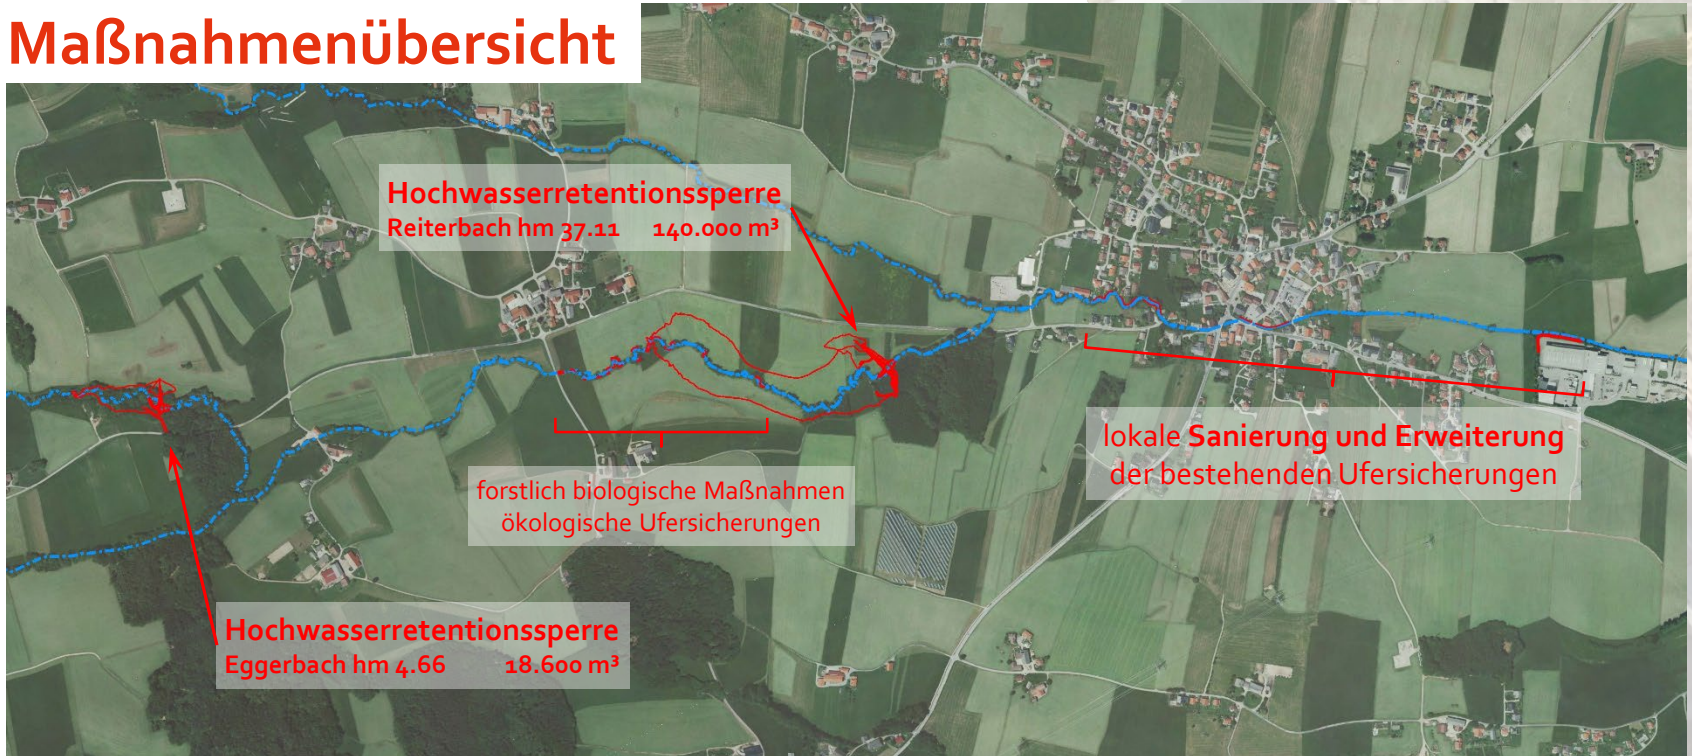 Maßnahmenübersicht
Hochwasserretentionssperre
Reiterbach hm 37.11 140.000 m³
lokale Sanierung und Erweiterung
der bestehenden Ufersicherungen
forstlich biologische Maßnahmen
ökologische Ufersicherungen
Hochwasserretentionssperre
Eggerbach hm 4.66 18.600 m³